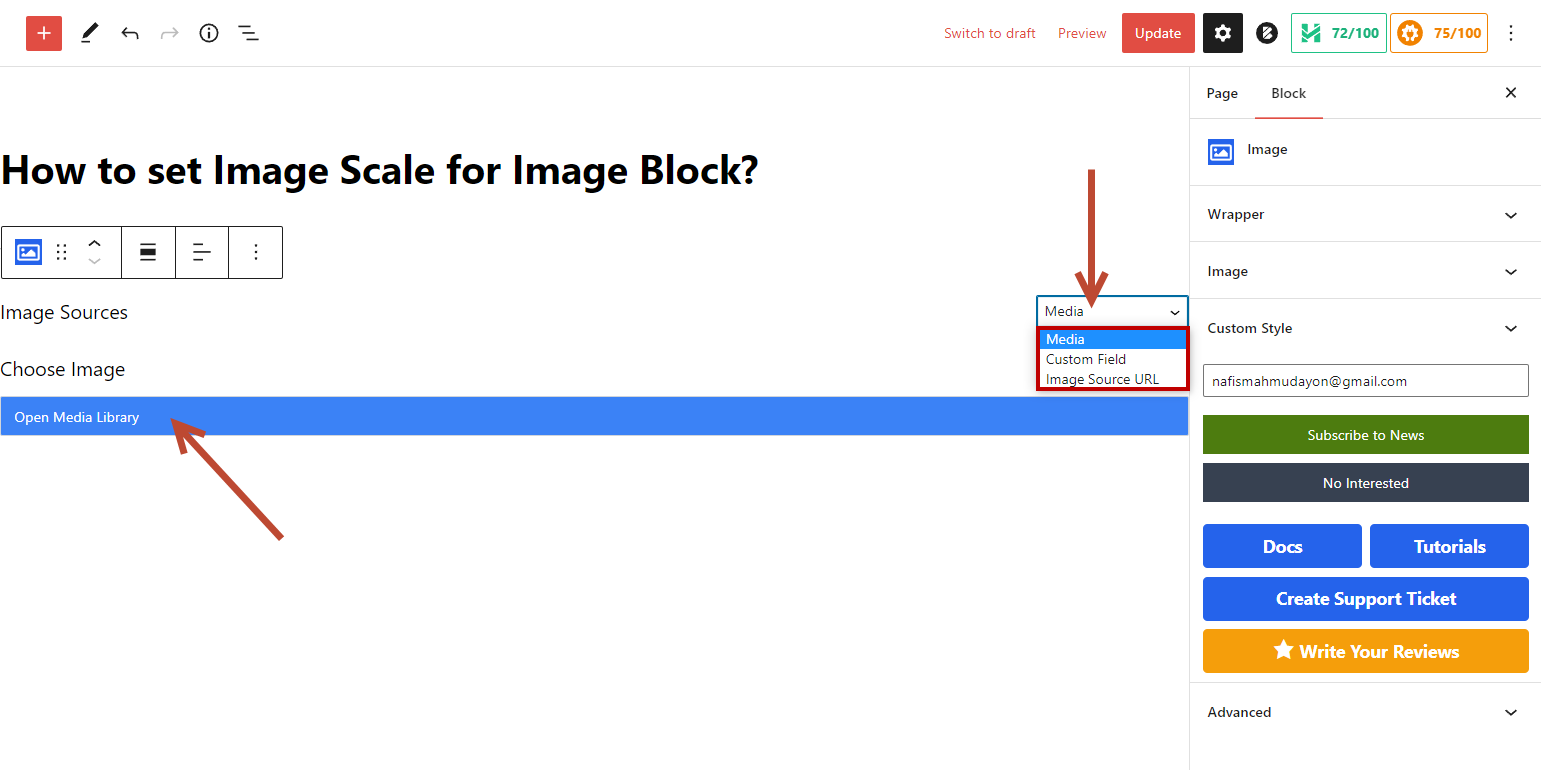 Switch to draft Preview Update 72/100 75/100
Page Block
Image
How to set Image Scale for Image Block?
Wrapper
Image
Image Sources
Media
Media
Custom Field
Image Source URL
Choose Image
Open Media Library
Custom Style
nafismahmudayon@gmail.com
Subscribe to News
No Interested
Docs Tutorials
Create Support Ticket
Write Your Reviews
Advanced